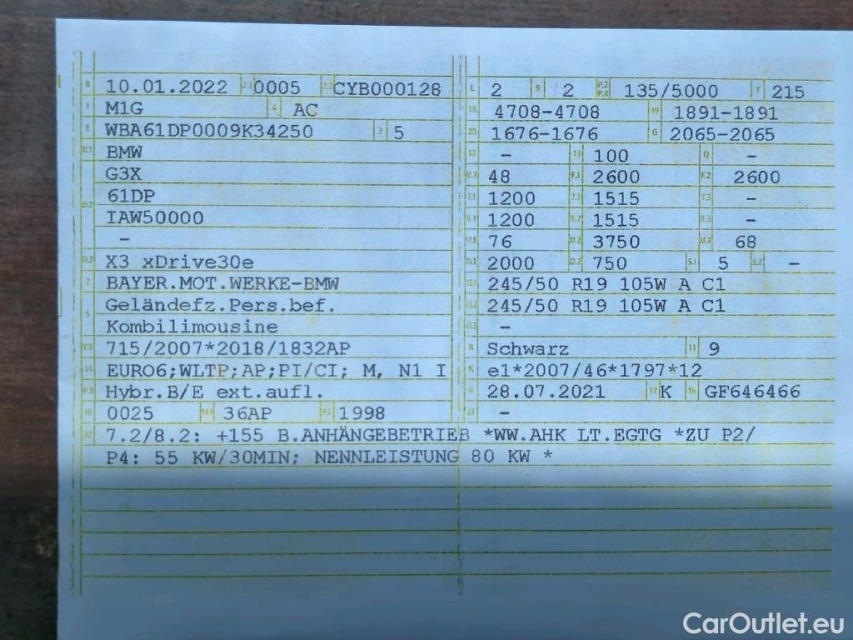 10.01.2022 0005 CYB000128
M1G AC
WBA61DP0009K34250 5
BMW
G3X
61DP
IAW50000
–
X3 xDrive30e
BAYER.MOT.WERKE-BMW
Geländefz.Pers.bef.
Kombilimousine
715/2007*2018/1832AP
EURO6;WLTP;AP;PI/CI; M, N1 I
Hybr.B/E ext.aufl.
0025 36AP 1998
2 2 135/5000 215
4708-4708 1891-1891
1676-1676 2065-2065
– 100 –
48 2600 2600
1200 1515 –
1200 1515 –
76 3750 68
2000 750 5 –
245/50 R19 105W A C1
245/50 R19 105W A C1
–
Schwarz 9
e1*2007/46*1797*12
28.07.2021 K GF646466
–
7.2/8.2: +155 B.ANHÄNGEBETRIEB *WW.AHK LT.EGTG *ZU P2/
P4: 55 KW/30MIN; NENNLEISTUNG 80 KW *
CarOutlet.eu